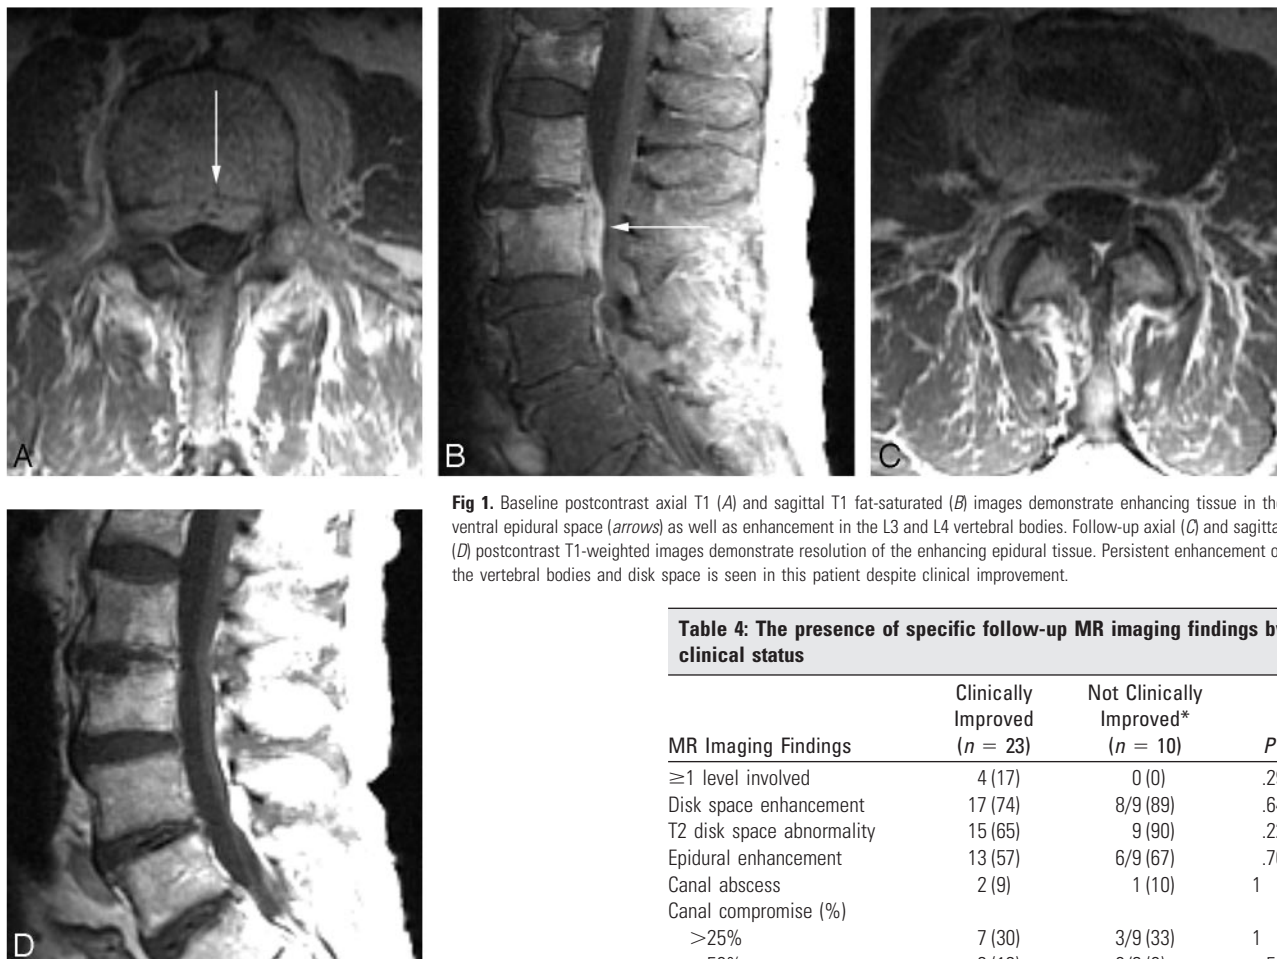 A
B
C
D
Fig 1. Baseline postcontrast axial T1 (A) and sagittal T1 fat-saturated (B) images demonstrate enhancing tissue in the
ventral epidural space (arrows) as well as enhancement in the L3 and L4 vertebral bodies. Follow-up axial (C) and sagittal
(D) postcontrast T1-weighted images demonstrate resolution of the enhancing epidural tissue. Persistent enhancement of
the vertebral bodies and disk space is seen in this patient despite clinical improvement.
Table 4: The presence of specific follow-up MR imaging findings by
clinical status
Clinically Improved (n = 23)
Not Clinically Improved* (n = 10)
MR Imaging Findings P
≥1 level involved 4 (17) 0 (0)
Disk space enhancement 17 (74) 8/9 (89)
T2 disk space abnormality 15 (65) 9 (90)
Epidural enhancement 13 (57) 6/9 (67)
Canal abscess 2 (9) 1 (10) 1
Canal compromise (%)
>25% 7 (30) 3/9 (33) 1